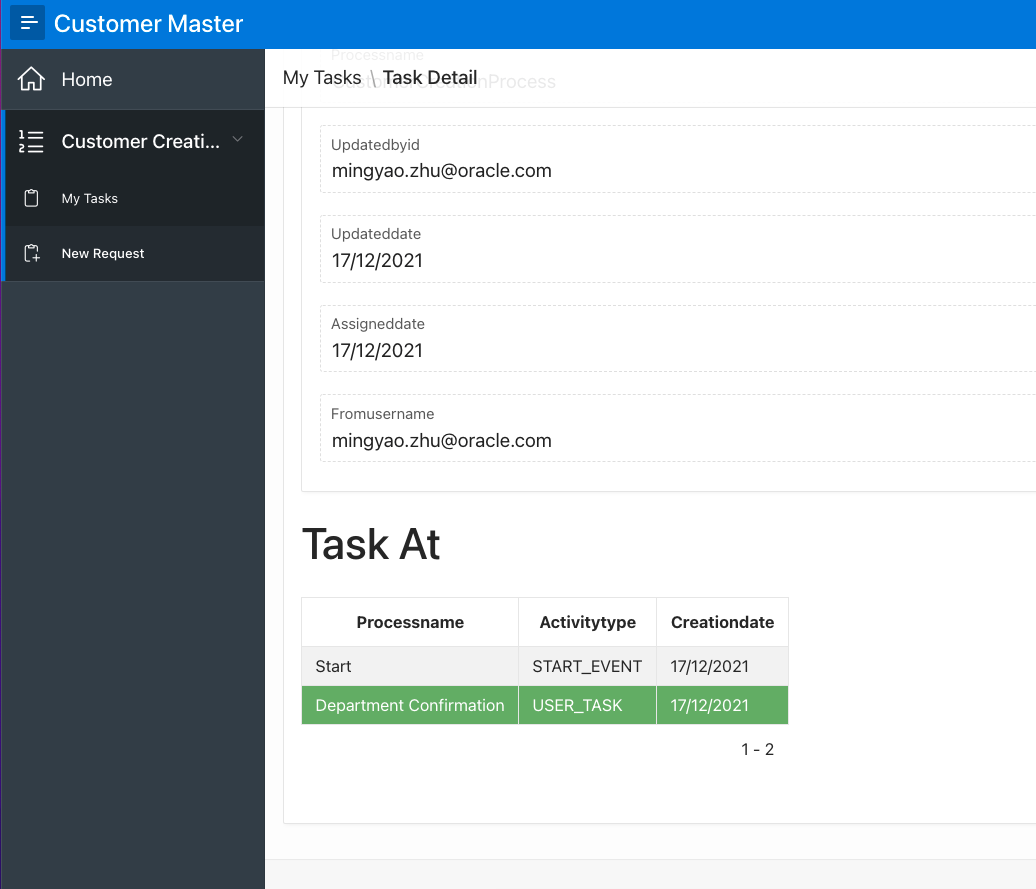 Customer Master
Home
Customer Creati...
My Tasks
New Request
Processname
My Tasks \ Task Detail
CustomerCreationProcess
Updatedbyid
mingyao.zhu@oracle.com
Updateddate
17/12/2021
Assigneddate
17/12/2021
Fromusername
mingyao.zhu@oracle.com
Task At
Processname Activitytype Creationdate
Start START_EVENT 17/12/2021
Department Confirmation USER_TASK 17/12/2021
1 - 2